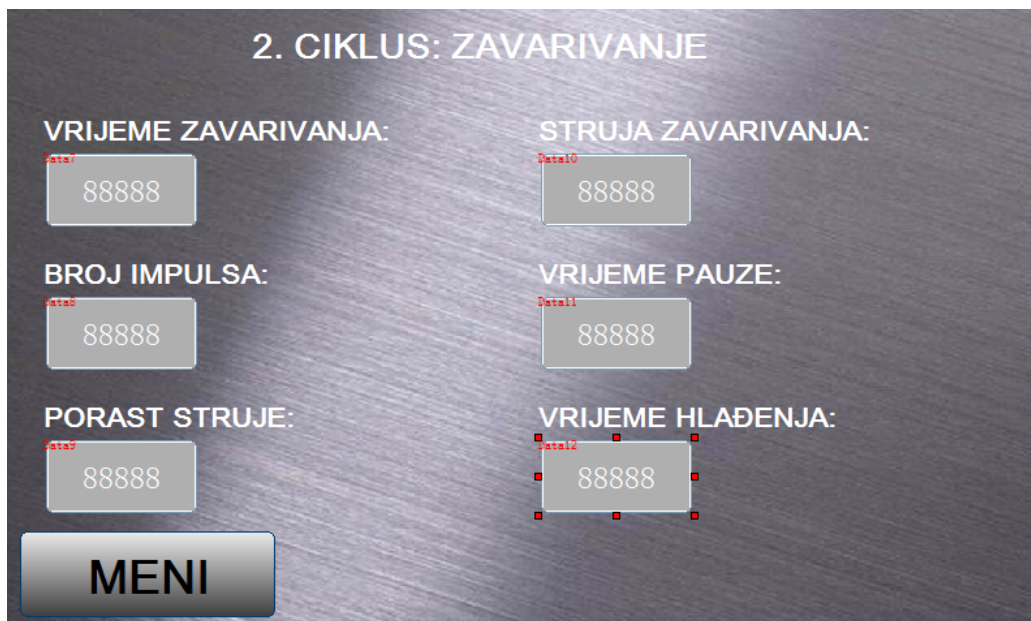 2. CIKLUS: ZAVARIVANJE
VRIJEME ZAVARIVANJA:
Data7
88888
STRUJA ZAVARIVANJA:
Data10
88888
BROJ IMPULSA:
Data8
88888
VRIJEME PAUZE:
Data11
88888
PORAST STRUJE:
Data9
88888
VRIJEME HLAĐENJA:
Data12
88888
MENI